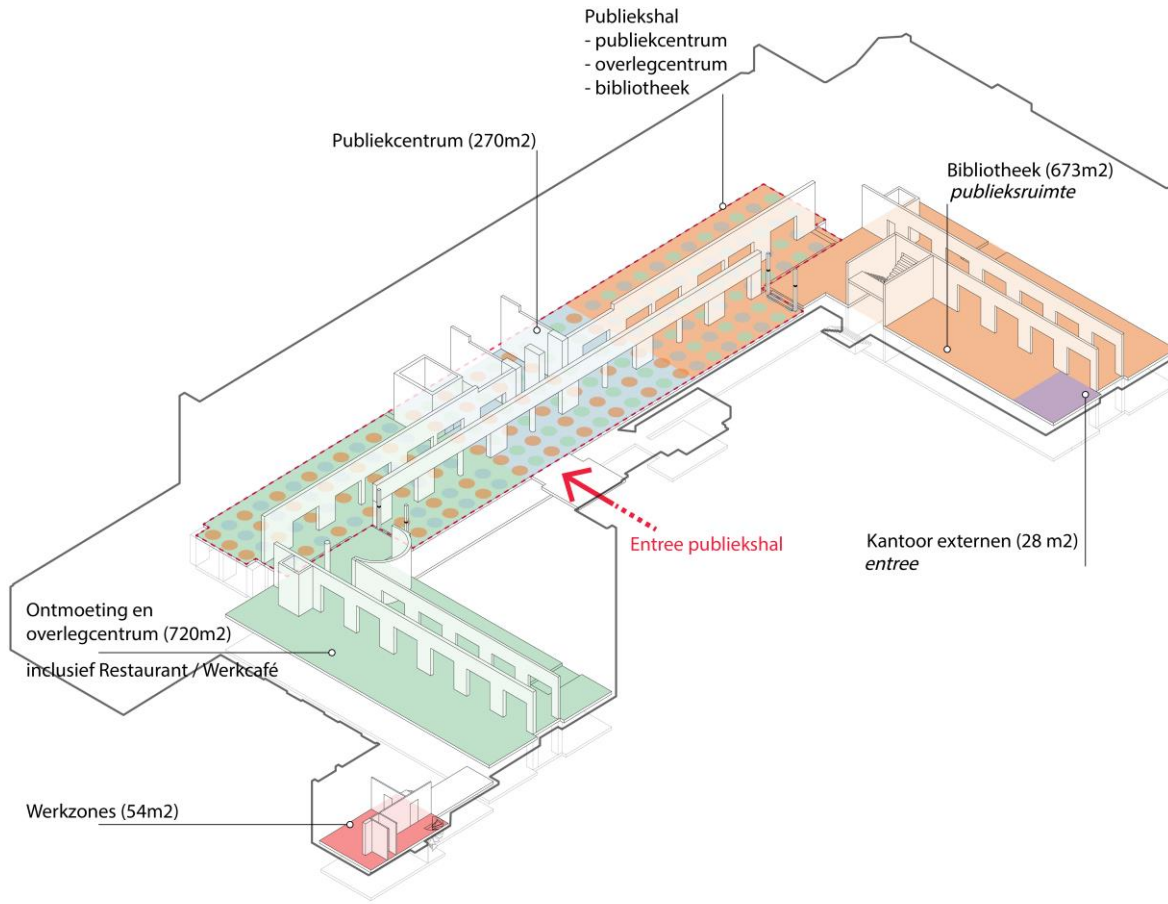 Publiekshal
- publiekcentrum
- overlegcentrum
- bibliotheek
Publiekcentrum (270m2)
Bibliotheek (673m2)
publieksruimte
Entree publiekshal
Kantoor externen (28 m2)
entree
Ontmoeting en
overlegcentrum (720m2)
inclusief Restaurant / Werkcafé
Werkzones (54m2)